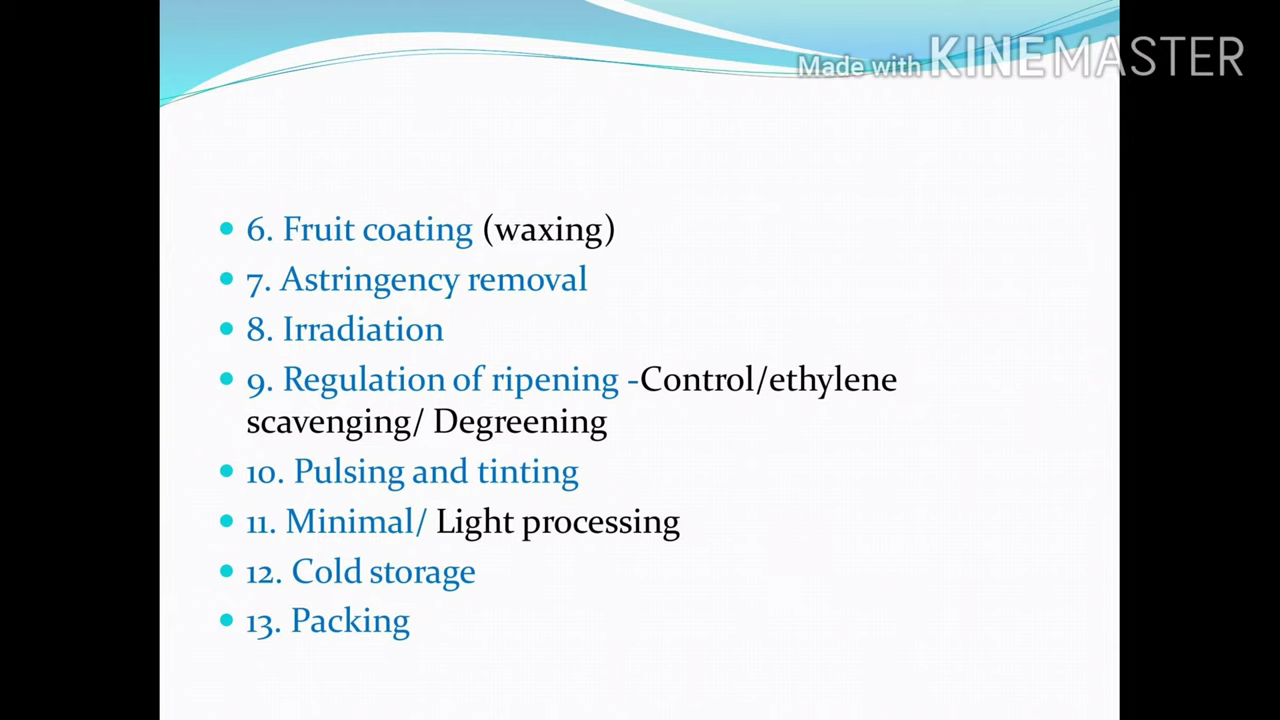 Made with KINEMASTER
• 6. Fruit coating (waxing)
• 7. Astringency removal
• 8. Irradiation
• 9. Regulation of ripening -Control/ethylene
scavenging/ Degreening
• 10. Pulsing and tinting
• 11. Minimal/ Light processing
• 12. Cold storage
• 13. Packing